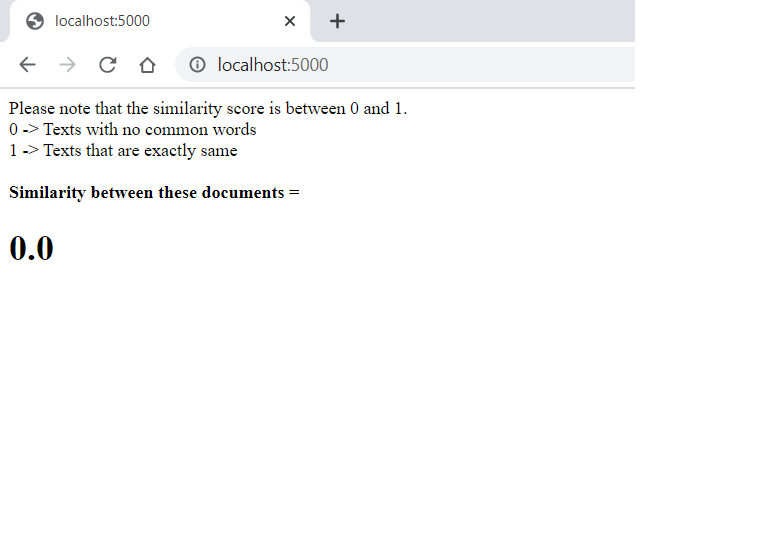 localhost:5000
localhost:5000
Please note that the similarity score is between 0 and 1.
0 -> Texts with no common words
1 -> Texts that are exactly same
Similarity between these documents =
0.0